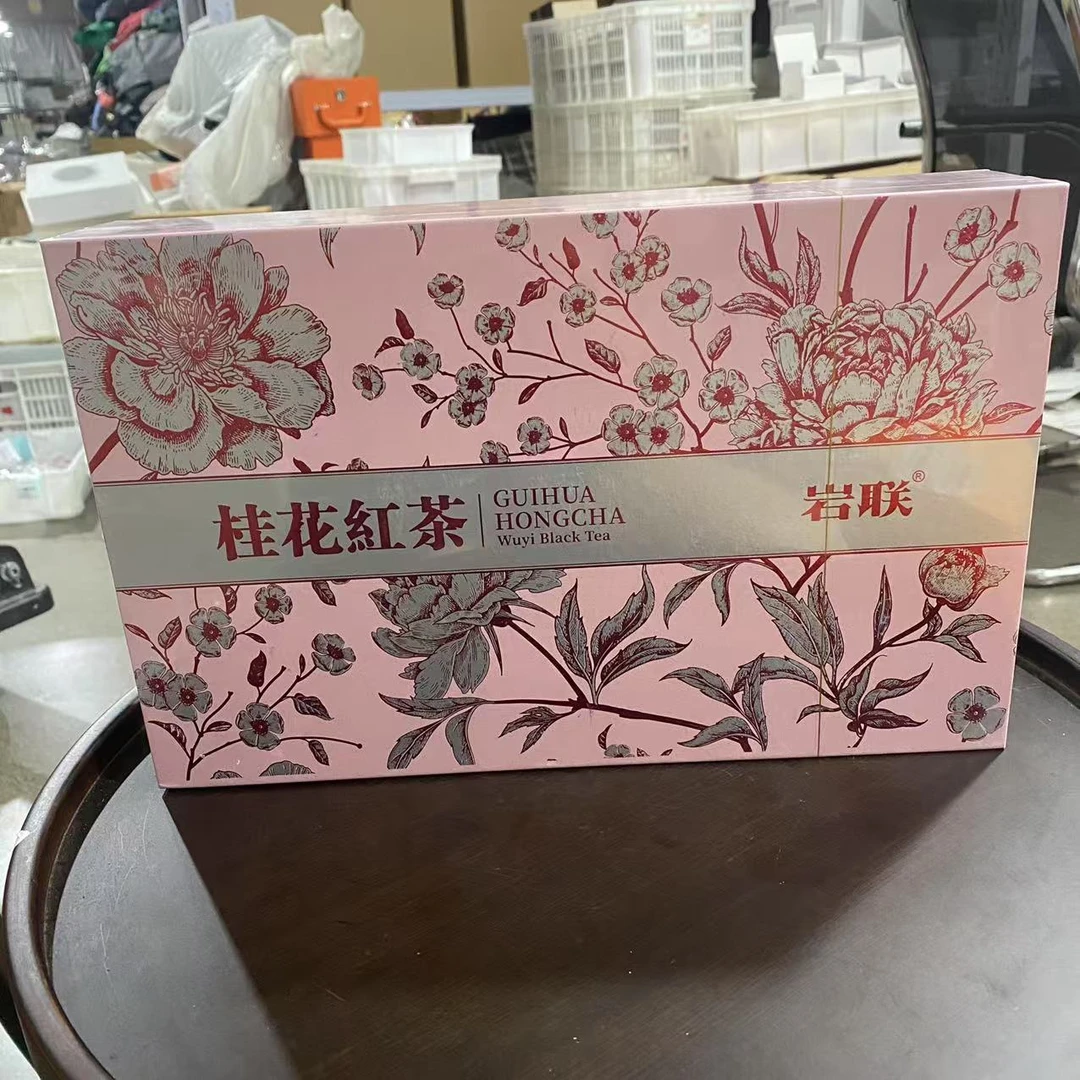 桂花紅茶
GUIHUA
HONGCHA
Wuyi Black Tea
岩联®